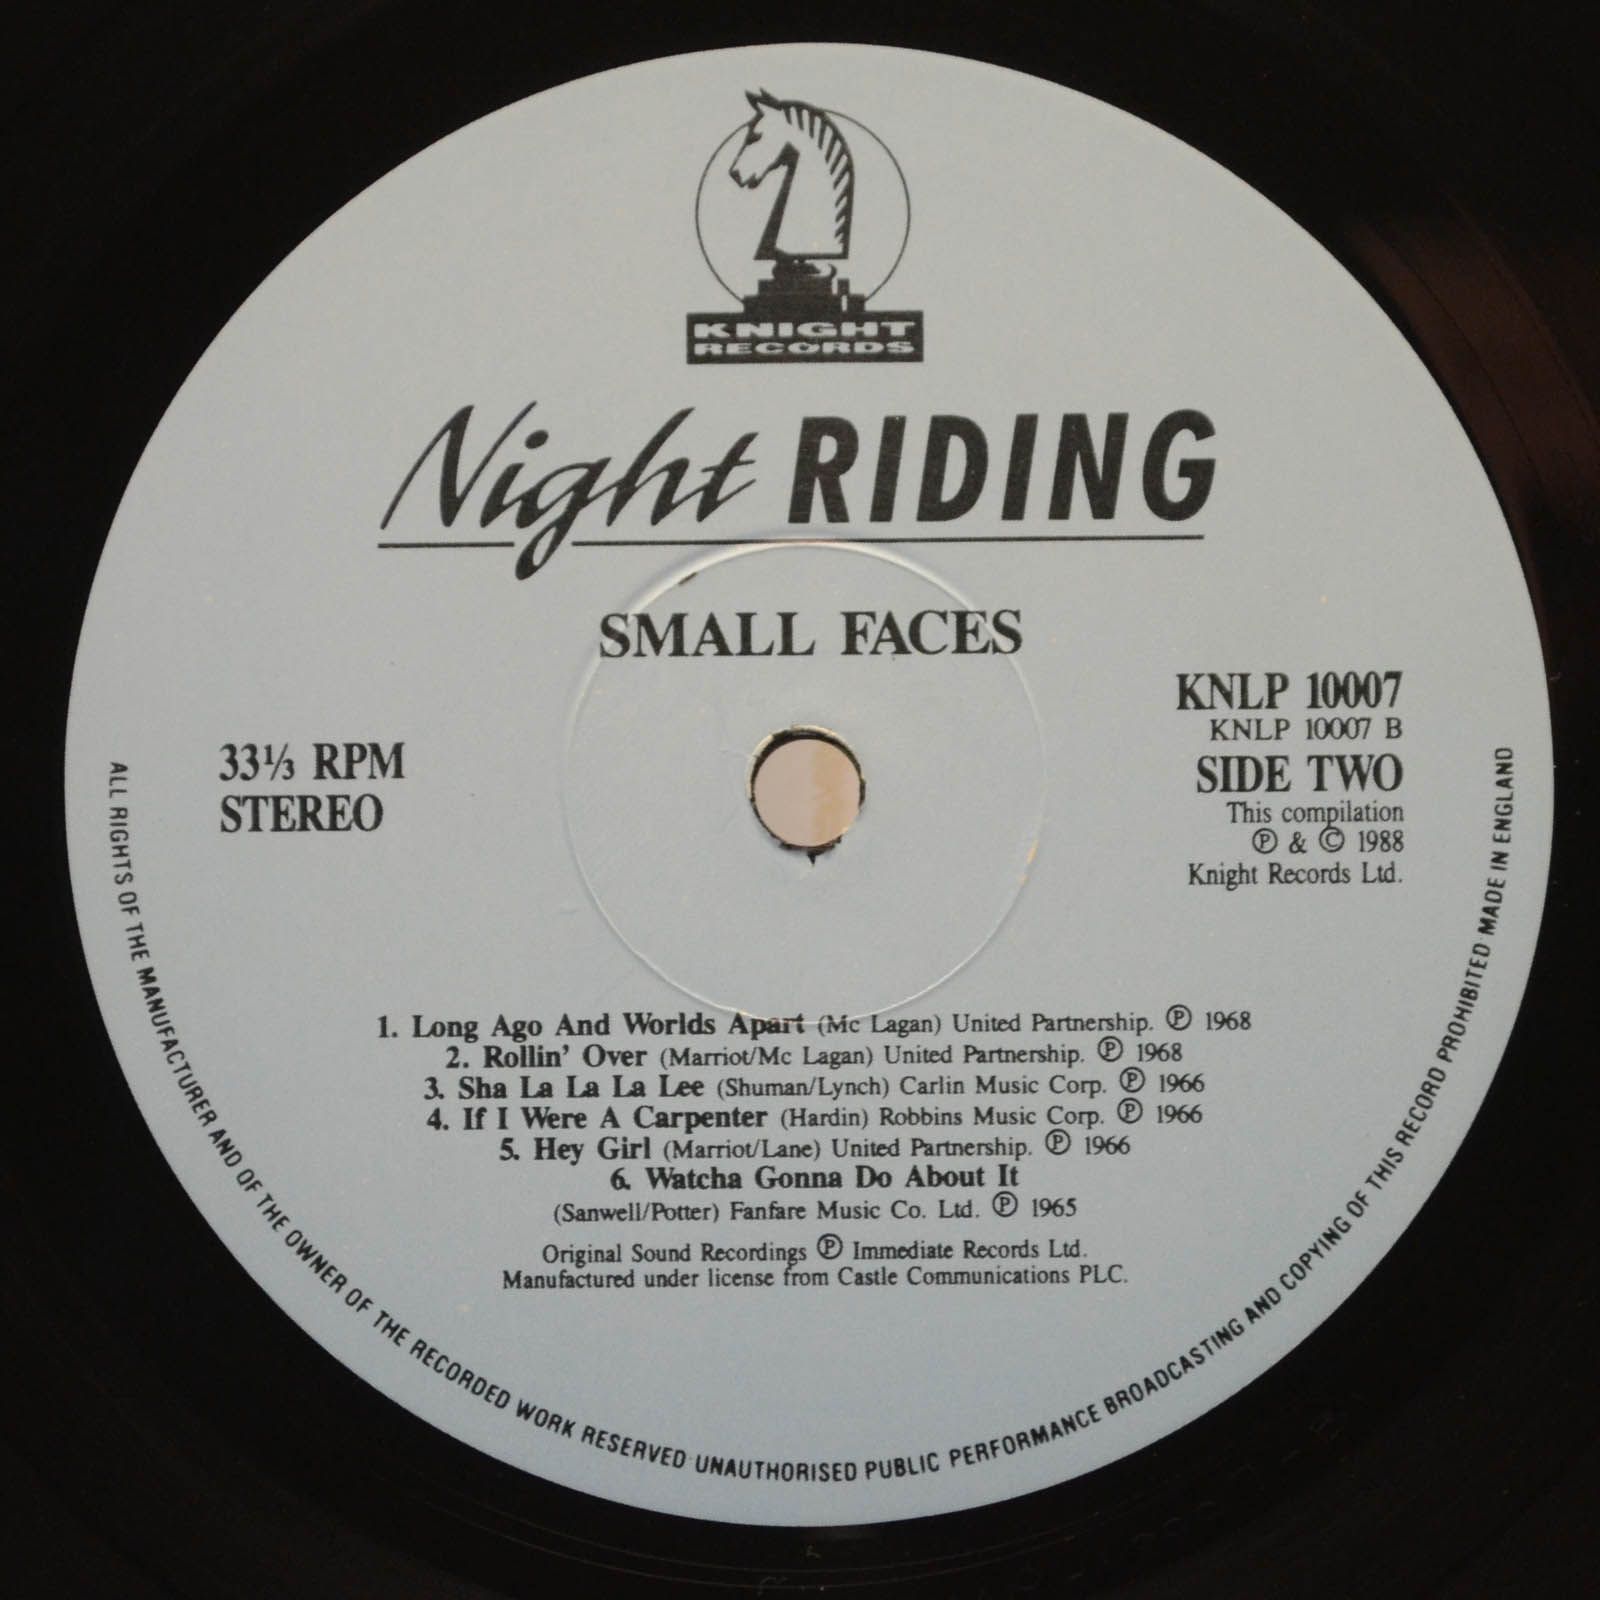 KNIGHT
RECORDS
Night RIDING
SMALL FACES
33⅓ RPM
STEREO
KNLP 10007
KNLP 10007 B
SIDE TWO
This compilation
℗ & © 1988
Knight Records Ltd.
1. Long Ago And Worlds Apart (Mc Lagan) United Partnership. ℗ 1968
2. Rollin' Over (Marriot/Mc Lagan) United Partnership. ℗ 1968
3. Sha La La La Lee (Shuman/Lynch) Carlin Music Corp. ℗ 1966
4. If I Were A Carpenter (Hardin) Robbins Music Corp. ℗ 1966
5. Hey Girl (Marriot/Lane) United Partnership. ℗ 1966
6. Watcha Gonna Do About It
(Sanwell/Potter) Fanfare Music Co. Ltd. ℗ 1965
Original Sound Recordings ℗ Immediate Records Ltd.
Manufactured under license from Castle Communications PLC.
ALL RIGHTS OF THE MANUFACTURER AND OF THE OWNER OF THE RECORDED WORK RESERVED UNAUTHORISED PUBLIC PERFORMANCE BROADCASTING AND COPYING OF THIS RECORD PROHIBITED MADE IN ENGLAND